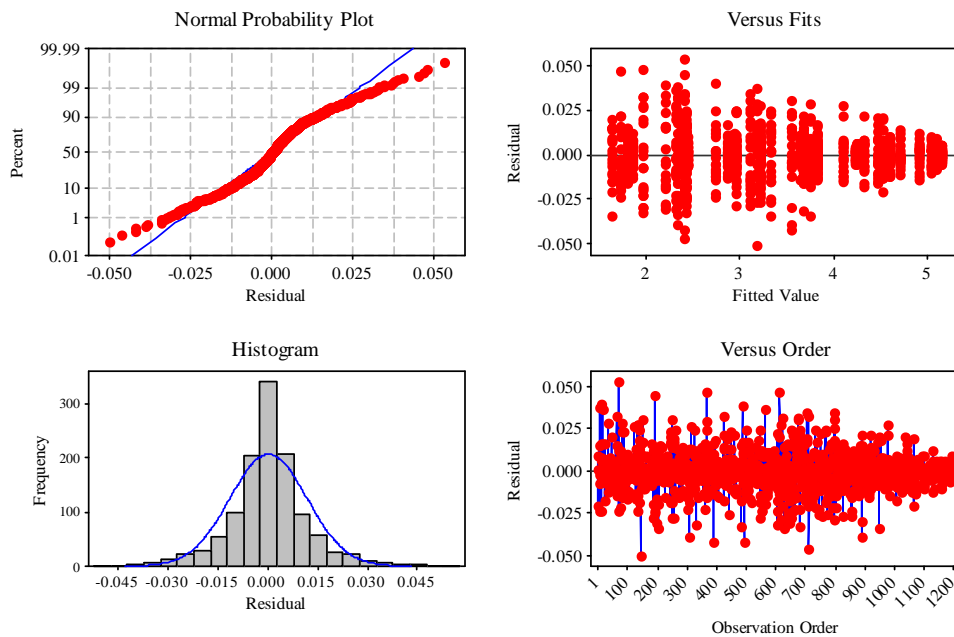 Normal Probability Plot
99.99
99
90
50
10
1
0.01
Percent
-0.050 -0.025 0.000 0.025 0.050
Residual
Versus Fits
0.050
0.025
0.000
-0.025
-0.050
Residual
2 3 4 5
Fitted Value
Histogram
300
200
100
0
Frequency
-0.045 -0.030 -0.015 0.000 0.015 0.030 0.045
Residual
Versus Order
0.050
0.025
0.000
-0.025
-0.050
Residual
1 100 200 300 400 500 600 700 800 900 1000 1100 1200
Observation Order